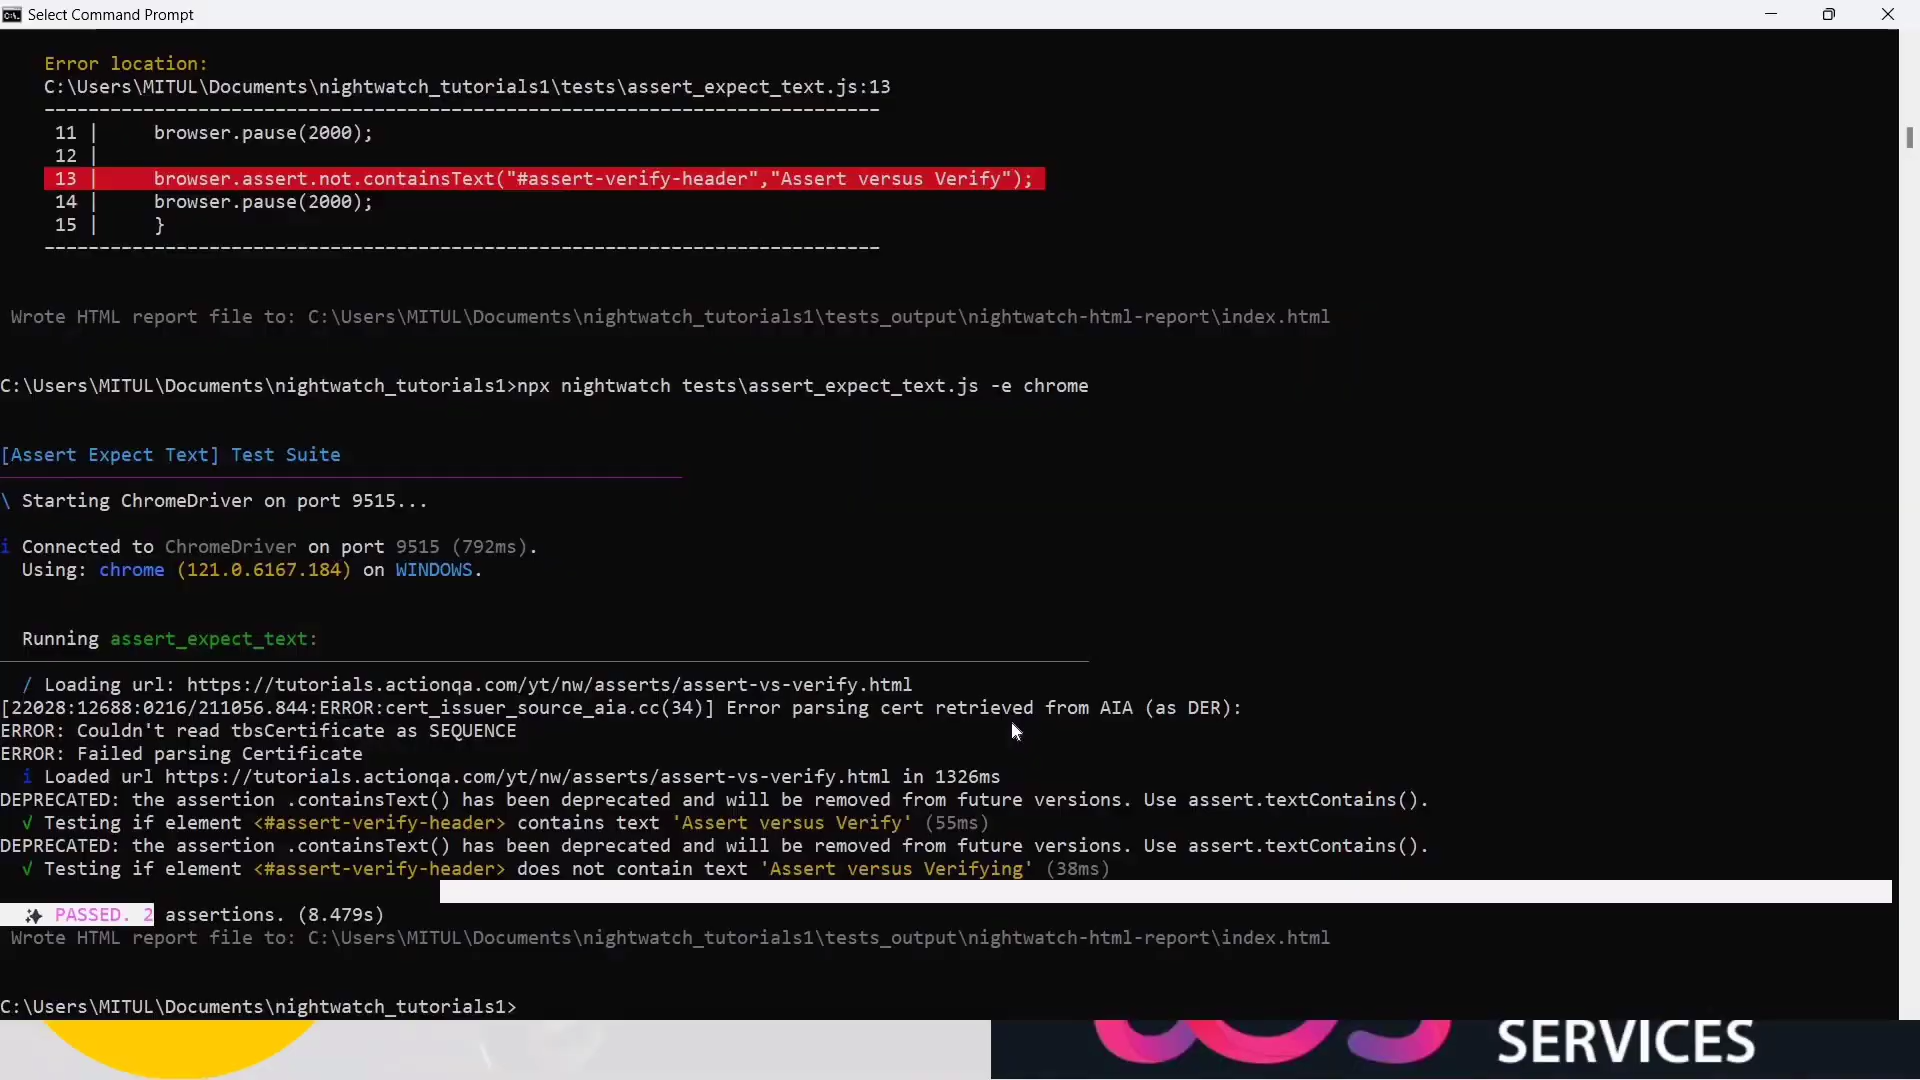 Select Command Prompt
Error location:
C:\Users\MITUL\Documents\nightwatch_tutorials1\tests\assert_expect_text.js:13
--------------------------------------------------------------------------------
11 |     browser.pause(2000);
12 |
13 |     browser.assert.not.containsText("#assert-verify-header","Assert versus Verify");
14 |     browser.pause(2000);
15 |     }
--------------------------------------------------------------------------------
Wrote HTML report file to: C:\Users\MITUL\Documents\nightwatch_tutorials1\tests_output\nightwatch-html-report\index.html
C:\Users\MITUL\Documents\nightwatch_tutorials1>npx nightwatch tests\assert_expect_text.js -e chrome
[Assert Expect Text] Test Suite
\ Starting ChromeDriver on port 9515...
i Connected to ChromeDriver on port 9515 (792ms).
Using: chrome (121.0.6167.184) on WINDOWS.
Running assert_expect_text:
/ Loading url: https://tutorials.actionqa.com/yt/nw/asserts/assert-vs-verify.html
[22028:12688:0216/211056.844:ERROR:cert_issuer_source_aia.cc(34)] Error parsing cert retrieved from AIA (as DER):
ERROR: Couldn't read tbsCertificate as SEQUENCE
ERROR: Failed parsing Certificate
i Loaded url https://tutorials.actionqa.com/yt/nw/asserts/assert-vs-verify.html in 1326ms
DEPRECATED: the assertion .containsText() has been deprecated and will be removed from future versions. Use assert.textContains().
√ Testing if element <#assert-verify-header> contains text 'Assert versus Verify' (55ms)
DEPRECATED: the assertion .containsText() has been deprecated and will be removed from future versions. Use assert.textContains().
√ Testing if element <#assert-verify-header> does not contain text 'Assert versus Verifying' (38ms)
✨ PASSED. 2 assertions. (8.479s)
Wrote HTML report file to: C:\Users\MITUL\Documents\nightwatch_tutorials1\tests_output\nightwatch-html-report\index.html
C:\Users\MITUL\Documents\nightwatch_tutorials1>
SERVICES